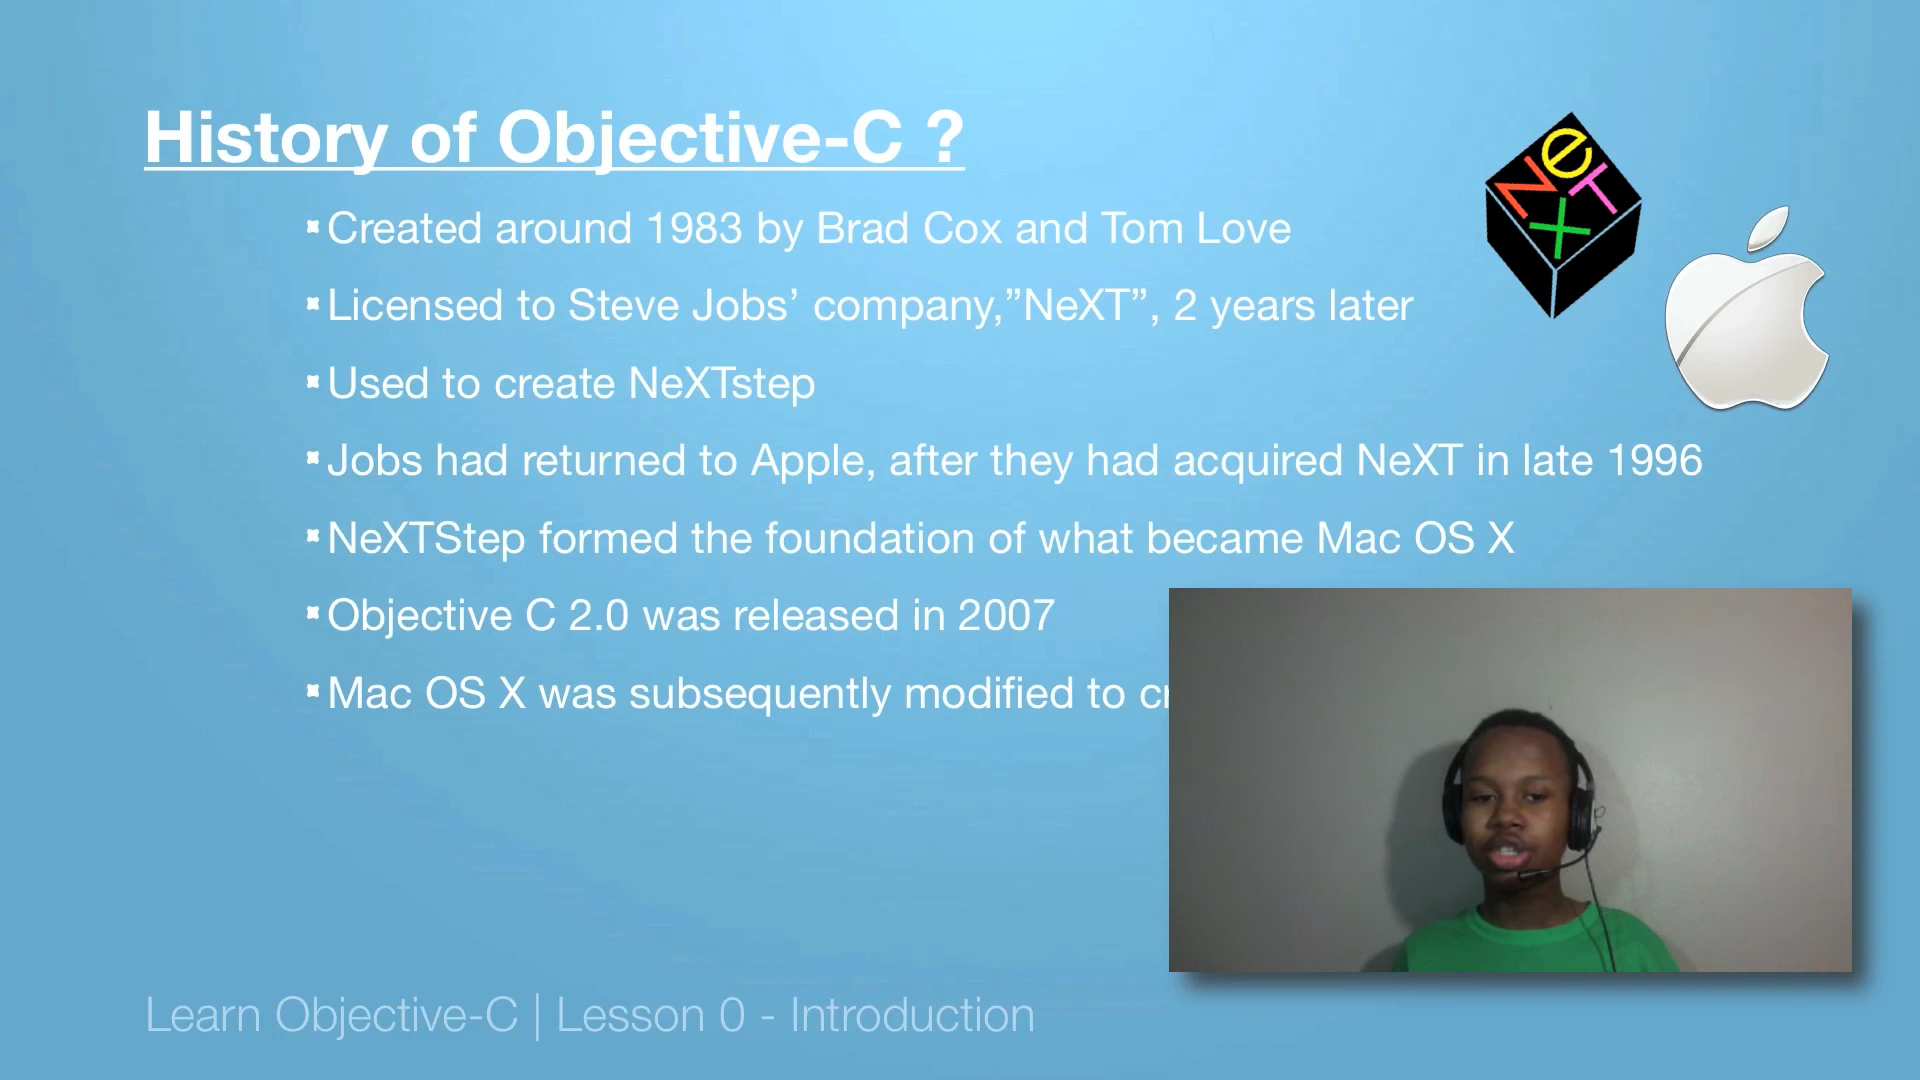 History of Objective-C ?
Created around 1983 by Brad Cox and Tom Love
Licensed to Steve Jobs’ company,”NeXT”, 2 years later
Used to create NeXTstep
Jobs had returned to Apple, after they had acquired NeXT in late 1996
NeXTStep formed the foundation of what became Mac OS X
Objective C 2.0 was released in 2007
Mac OS X was subsequently modified to
NeXT
Learn Objective-C | Lesson 0 - Introduction